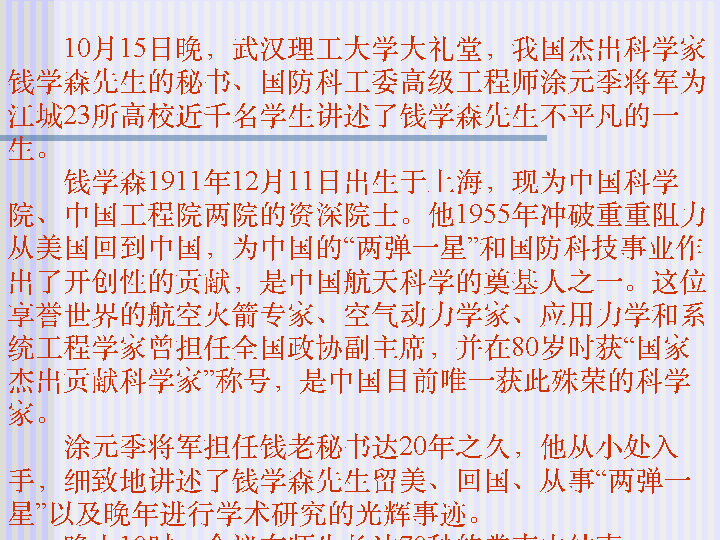 10月15日晚，武汉理工大学大礼堂，我国杰出科学家
钱学森先生的秘书、国防科工委高级工程师涂元季将军为
江城23所高校近千名学生讲述了钱学森先生不平凡的一
生。
钱学森1911年12月11日出生于上海，现为中国科学
院、中国工程院两院的资深院士。他1955年冲破重重阻力
从美国回到中国，为中国的“两弹一星”和国防科技事业作
出了开创性的贡献，是中国航天科学的奠基人之一。这位
享誉世界的航空火箭专家、空气动力学家、应用力学和系
统工程学家曾担任全国政协副主席，并在80岁时获“国家
杰出贡献科学家”称号，是中国目前唯一获此殊荣的科学
家。
涂元季将军担任钱老秘书达20年之久，他从小处入
手，细致地讲述了钱学森先生留美、回国、从事“两弹一
星”以及晚年进行学术研究的光辉事迹。